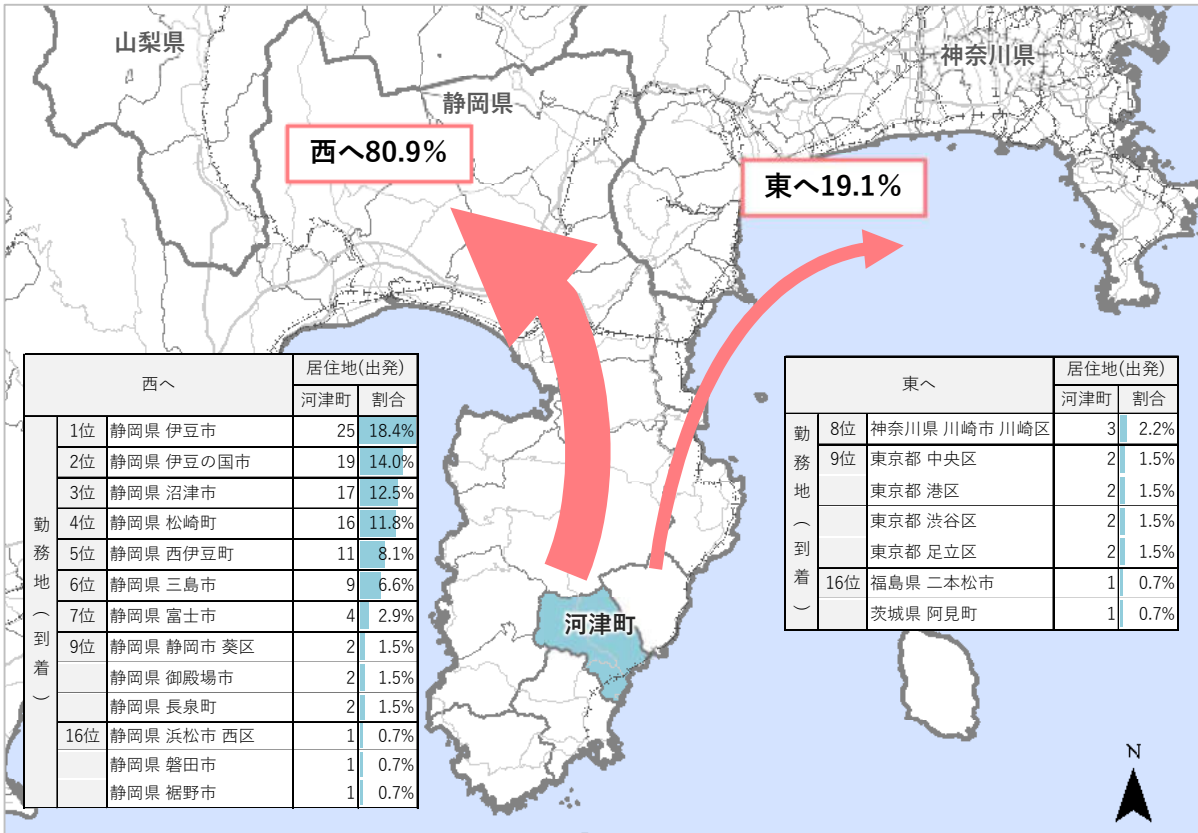 山梨県
静岡県
神奈川県
西へ80.9%
東へ19.1%
西へ 居住地(出発)
河津町 割合
勤務地(到着)
1位 静岡県 伊豆市 25 18.4%
2位 静岡県 伊豆の国市 19 14.0%
3位 静岡県 沼津市 17 12.5%
4位 静岡県 松崎町 16 11.8%
5位 静岡県 西伊豆町 11 8.1%
6位 静岡県 三島市 9 6.6%
7位 静岡県 富士市 4 2.9%
9位 静岡県 静岡市 葵区 2 1.5%
静岡県 御殿場市 2 1.5%
静岡県 長泉町 2 1.5%
16位 静岡県 浜松市 西区 1 0.7%
静岡県 磐田市 1 0.7%
静岡県 裾野市 1 0.7%
東へ 居住地(出発)
河津町 割合
勤務地(到着)
8位 神奈川県 川崎市 川崎区 3 2.2%
9位 東京都 中央区 2 1.5%
東京都 港区 2 1.5%
東京都 渋谷区 2 1.5%
東京都 足立区 2 1.5%
16位 福島県 二本松市 1 0.7%
茨城県 阿見町 1 0.7%
河津町
N